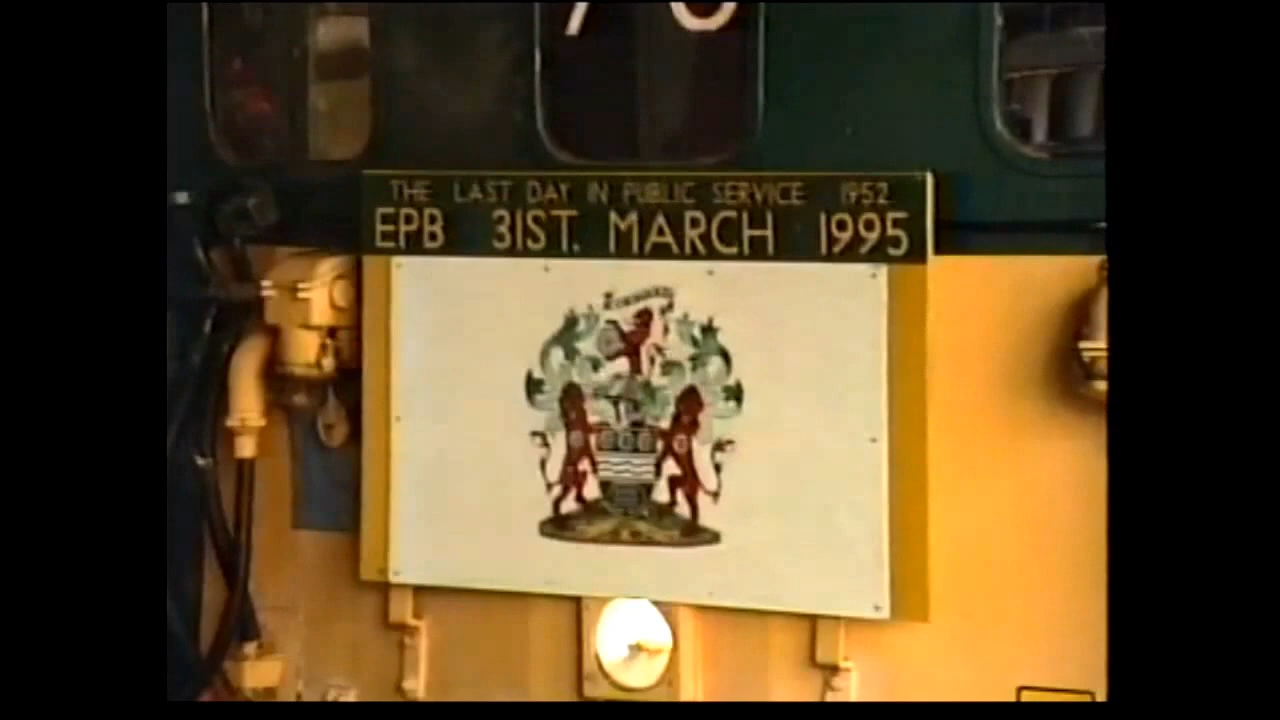 THE LAST DAY IN PUBLIC SERVICE 1952
EPB 31ST. MARCH 1995